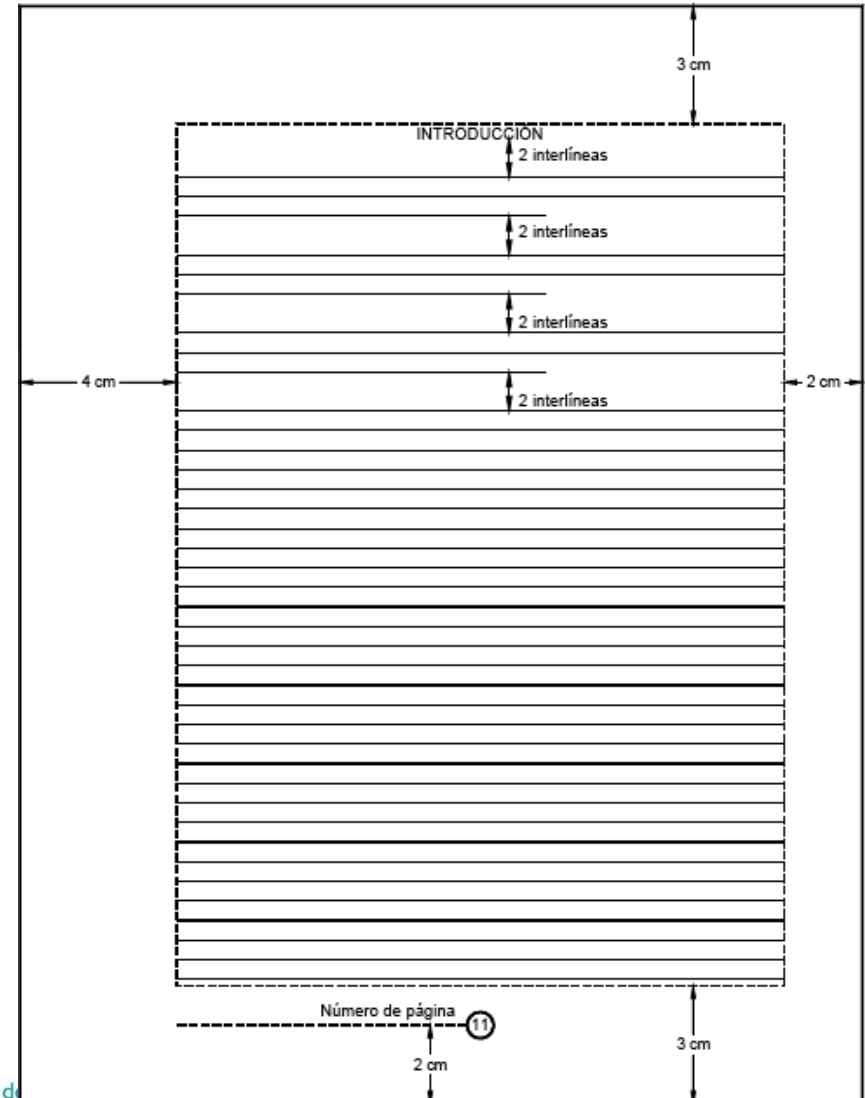 3 cm
INTRODUCCIÓN
2 interlíneas
2 interlíneas
2 interlíneas
4 cm
2 cm
2 interlíneas
Número de página
11
3 cm
2 cm